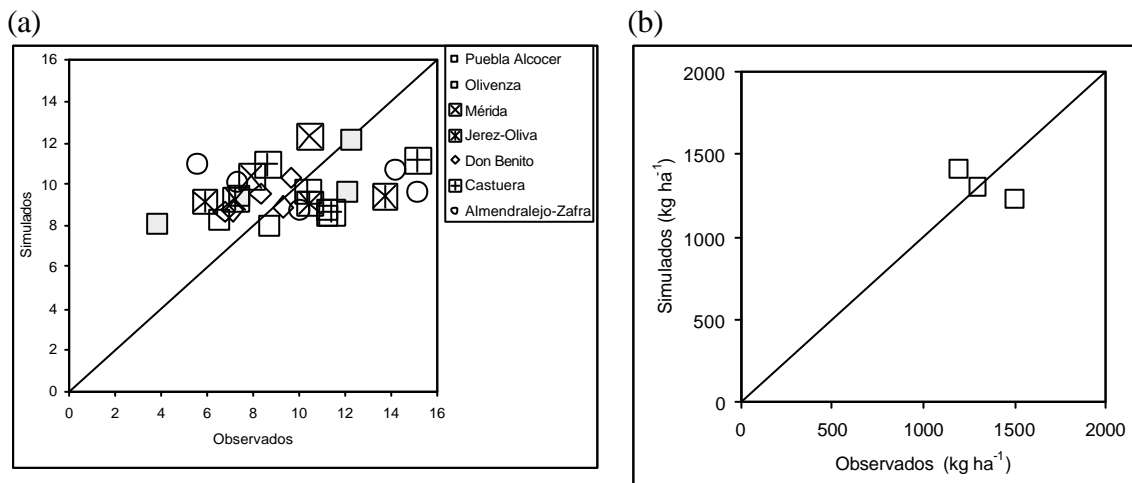 (a)
(b)
16
14
12
10
8
6
4
2
0
Simulados
0 2 4 6 8 10 12 14 16
Observados
Puebla Alcocer
Olivenza
Mérida
Jerez-Oliva
Don Benito
Castuera
Almendralejo-Zafra
2000
1500
1000
500
0
Simulados (kg ha⁻¹)
0 500 1000 1500 2000
Observados (kg ha⁻¹)